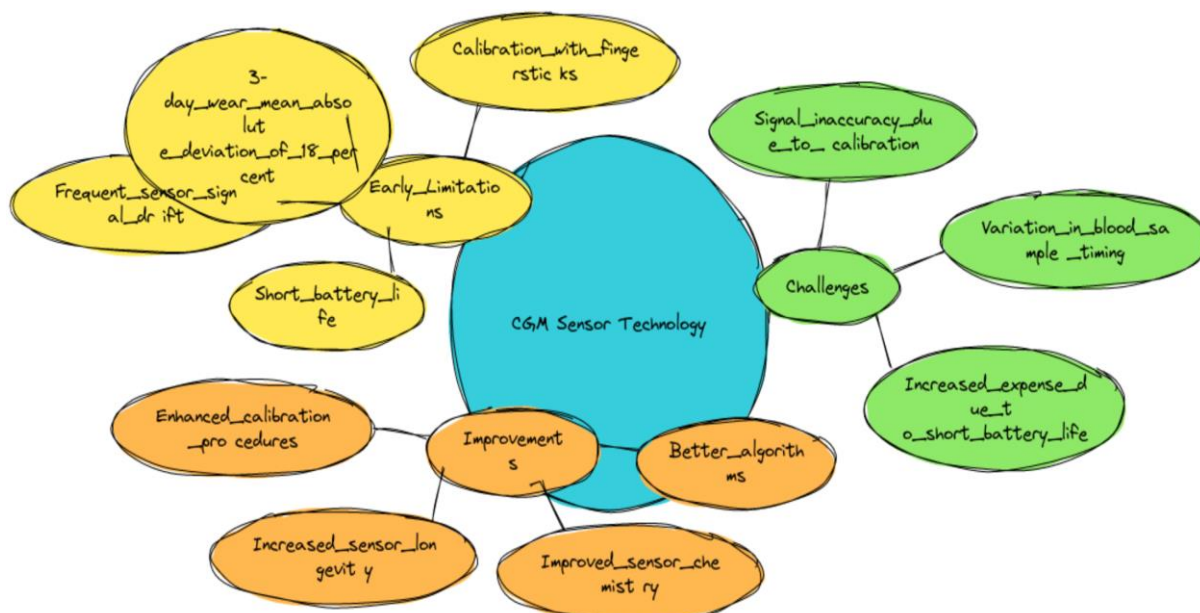 Calibration_with_finge
rstic ks
3-
day_wear_mean_abso
lut
e_deviation_of_18_per
cent
Frequent_sensor_sign
al_dr ift
Early_Limitatio
ns
Short_battery_li
fe
Signal_inaccuracy_du
e_to_ calibration
Variation_in_blood_sa
mple _timing
Challenges
Increased_expense_d
ue_t
o_short_battery_life
CGM Sensor Technology
Enhanced_calibration
_pro cedures
Improvement
s
Better_algorith
ms
Increased_sensor_lon
gevit y
Improved_sensor_che
mist ry